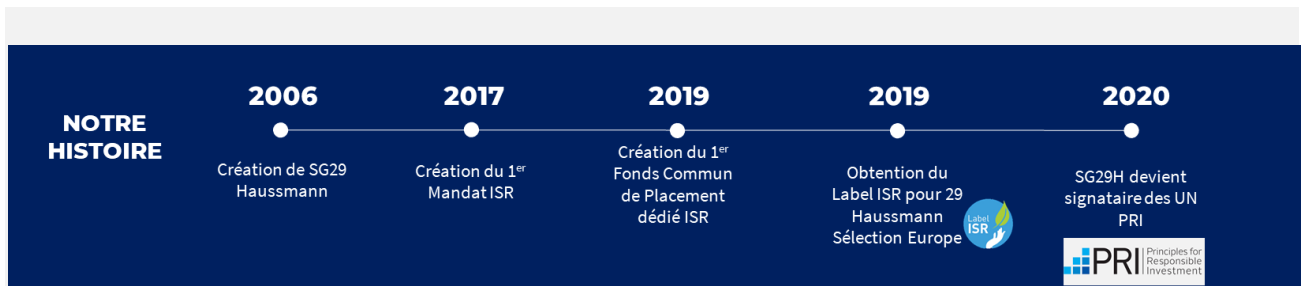 NOTRE
HISTOIRE
2006
Création de SG29
Haussmann
2017
Création du 1er
Mandat ISR
2019
Création du 1er
Fonds Commun
de Placement
dédié ISR
2019
Obtention du
Label ISR pour 29
Haussmann
Sélection Europe
Label
ISR
2020
SG29H devient
signataire des UN
PRI
PRI
Principles for
Responsible
Investment